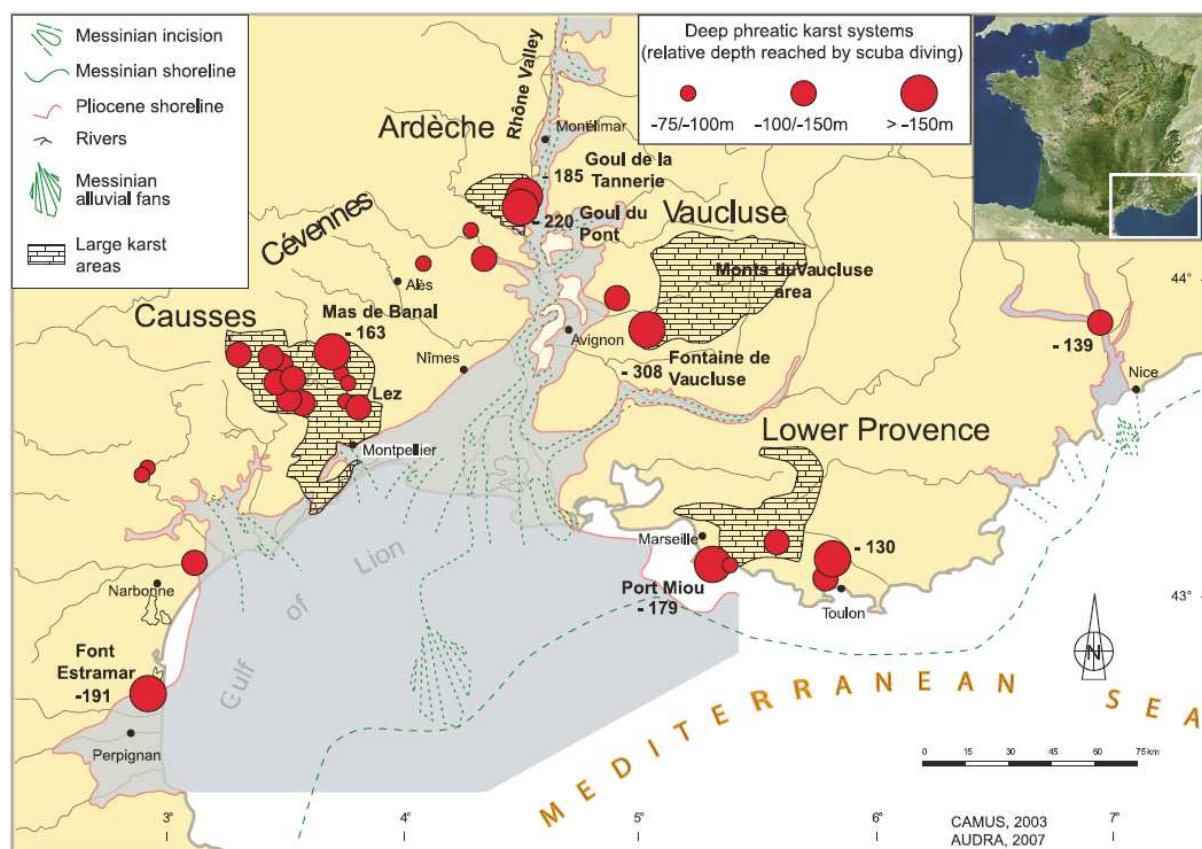 Messinian incision
Messinian shoreline
Pliocene shoreline
Rivers
Messinian
alluvial fans
Large karst
areas
Deep phreatic karst systems
(relative depth reached by scuba diving)
-75/-100m
-100/-150m
> -150m
Rhône Valley
Montélimar
Ardèche
- 185
Goul de la
Tannerie
- 220
Goul du
Pont
Vaucluse
Cévennes
Monts duVaucluse
area
44°
Alès
Mas de Banal
- 163
Causses
Avignon
Nîmes
- 139
Fontaine de
Vaucluse
- 308
Nice
Lez
Lower Provence
Montpellier
Marseille
- 130
Port Miou
- 179
Toulon
43°
Narbonne
Gulf of Lion
Font
Estramar
-191
Perpignan
N
MEDITERRANEAN SEA
0 15 30 45 60 75 km
3°
4°
5°
6°
7°
CAMUS, 2003
AUDRA, 2007